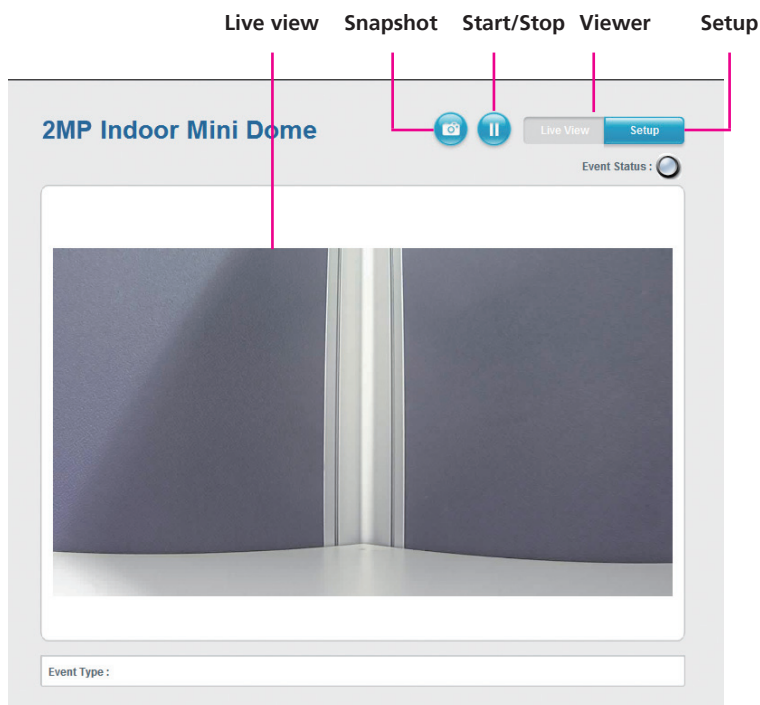 Live view Snapshot Start/Stop Viewer Setup
2MP Indoor Mini Dome
Live View Setup
Event Status :
Event Type :